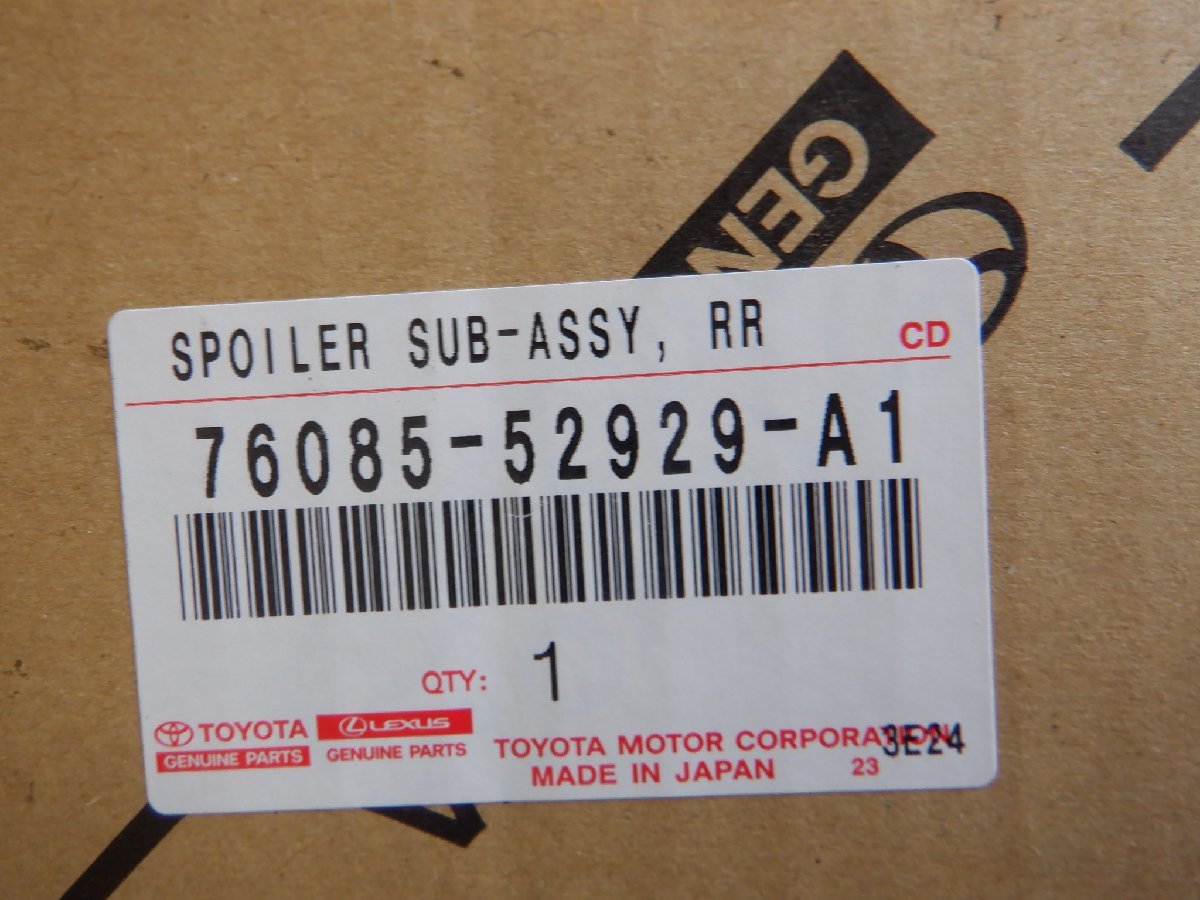 GEN
SPOILER SUB-ASSY, RR
CD
76085-52929-A1
QTY: 1
TOYOTA
GENUINE PARTS
LEXUS
GENUINE PARTS
TOYOTA MOTOR CORPORATION
3E24
MADE IN JAPAN 23